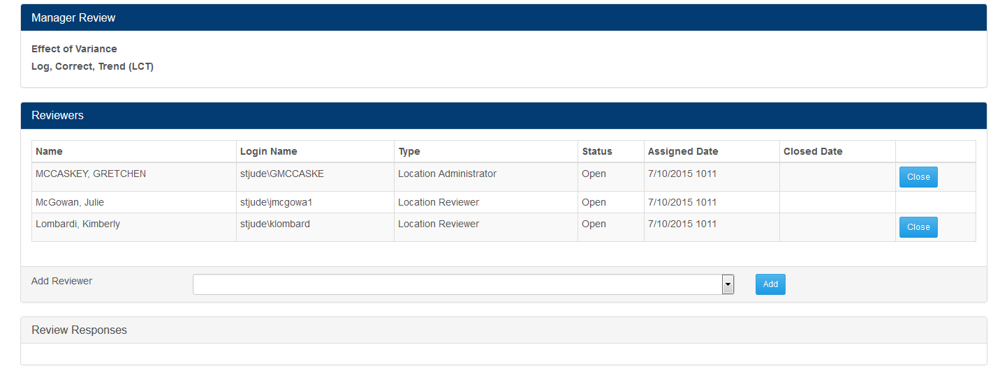 Manager Review
Effect of Variance
Log, Correct, Trend (LCT)
Reviewers
Name Login Name Type Status Assigned Date Closed Date
MCCASKEY, GRETCHEN stjude\GMCCASKE Location Administrator Open 7/10/2015 1011 Close
McGowan, Julie stjude\jmcgowa1 Location Reviewer Open 7/10/2015 1011
Lombardi, Kimberly stjude\klombard Location Reviewer Open 7/10/2015 1011 Close
Add Reviewer Add
Review Responses